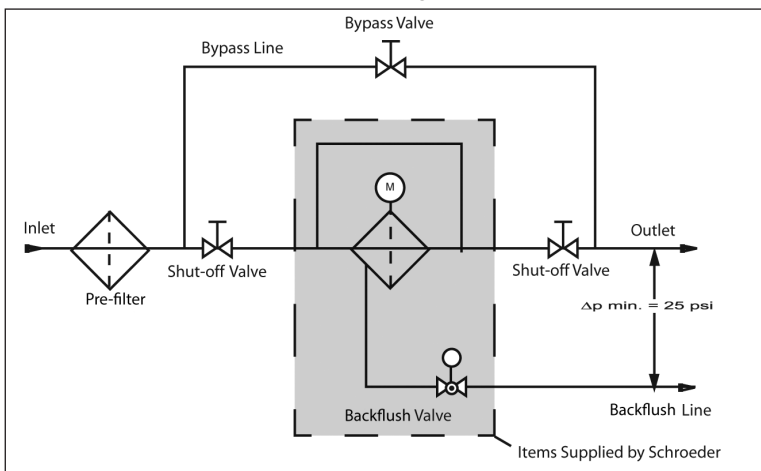 Bypass Valve
Bypass Line
M
Inlet
Outlet
Shut-off Valve
Shut-off Valve
Pre-filter
Δp min. = 25 psi
Backflush Valve
Backflush Line
Items Supplied by Schroeder